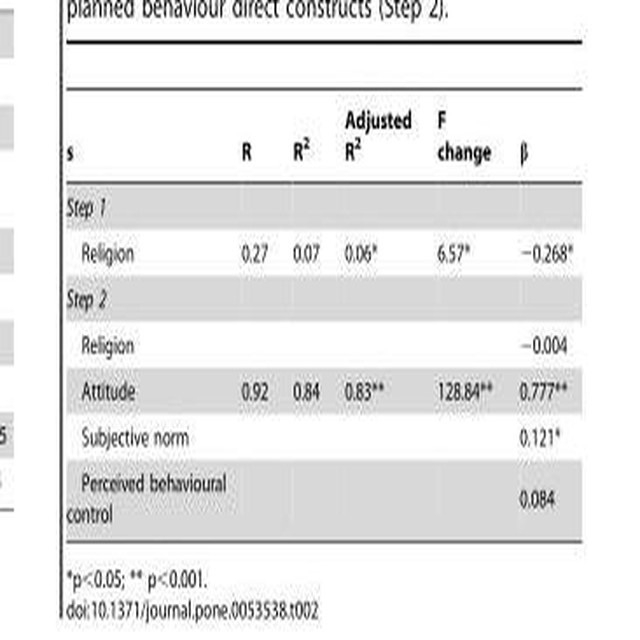 planned behaviour direct constructs (Step 2).
s R R² Adjusted R² F change β
Step 1
Religion 0.27 0.07 0.06* 6.57* −0.268*
Step 2
Religion −0.004
Attitude 0.92 0.84 0.83** 128.84** 0.777**
Subjective norm 0.121*
Perceived behavioural control 0.084
*p<0.05; ** p<0.001.
doi:10.1371/journal.pone.0053538.t002
5